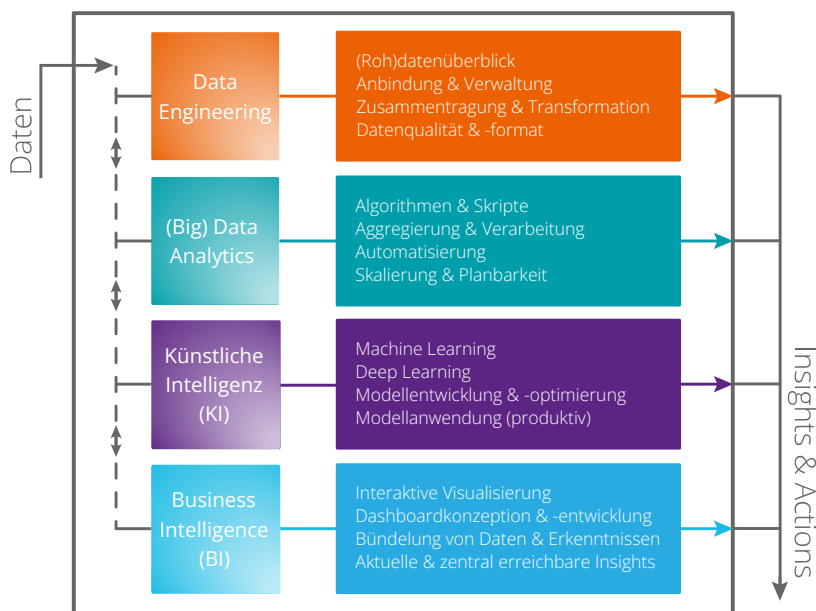 Daten
Data
Engineering
(Roh)datenüberblick
Anbindung & Verwaltung
Zusammentragung & Transformation
Datenqualität & -format
(Big) Data
Analytics
Algorithmen & Skripte
Aggregierung & Verarbeitung
Automatisierung
Skalierung & Planbarkeit
Künstliche
Intelligenz
(KI)
Machine Learning
Deep Learning
Modellentwicklung & -optimierung
Modellanwendung (produktiv)
Business
Intelligence
(BI)
Interaktive Visualisierung
Dashboardkonzeption & -entwicklung
Bündelung von Daten & Erkenntnissen
Aktuelle & zentral erreichbare Insights
Insights & Actions